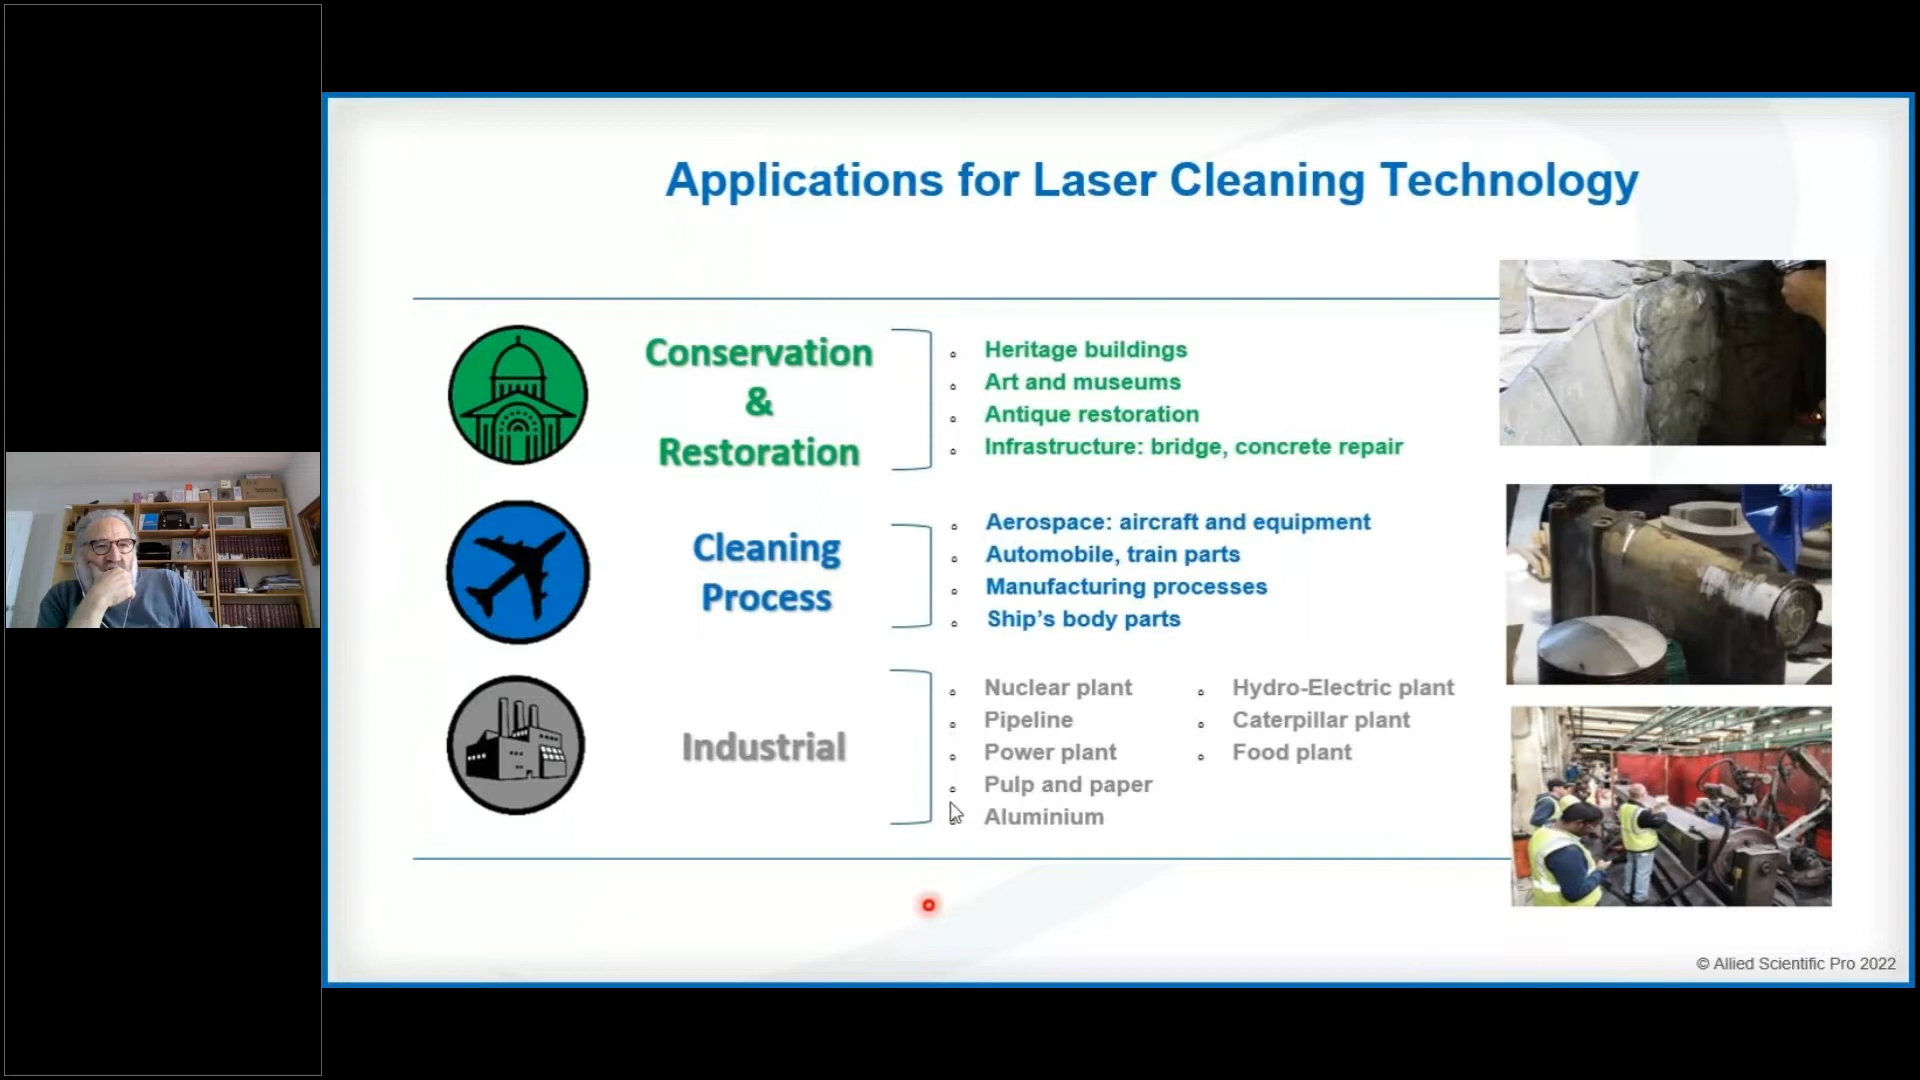 Applications for Laser Cleaning Technology
Conservation
&
Restoration
Heritage buildings
Art and museums
Antique restoration
Infrastructure: bridge, concrete repair
Cleaning
Process
Aerospace: aircraft and equipment
Automobile, train parts
Manufacturing processes
Ship’s body parts
Industrial
Nuclear plant
Pipeline
Power plant
Pulp and paper
Aluminium
Hydro-Electric plant
Caterpillar plant
Food plant
© Allied Scientific Pro 2022